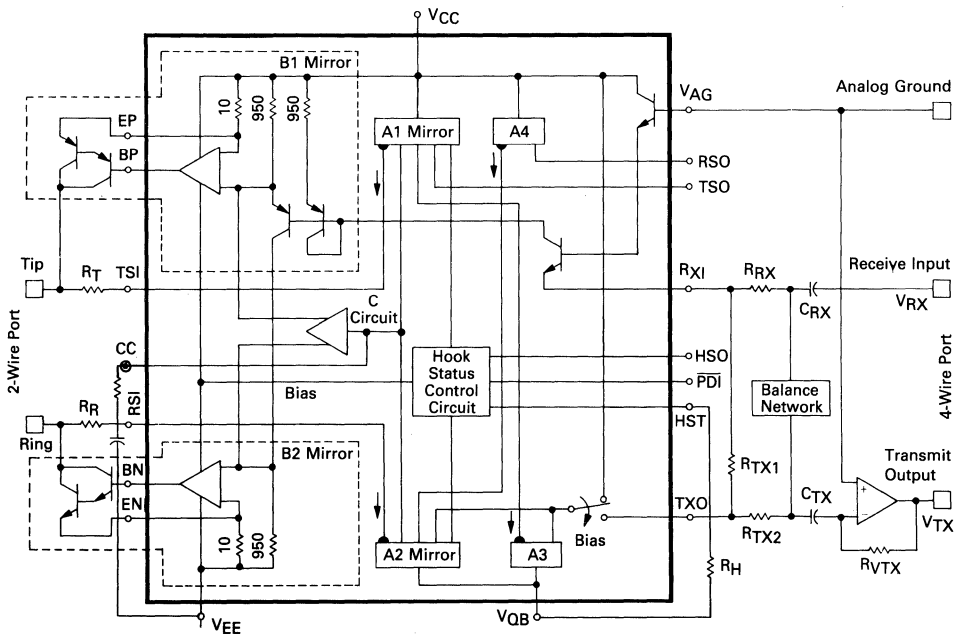 VCC
B1 Mirror
10
950
950
VAG
Analog Ground
EP
BP
A1 Mirror
A4
RSO
TSO
Tip
RT
TSI
RXI
RRX
Receive Input
CRX
VRX
C
Circuit
2-Wire Port
CC
Hook
Status
Control
Circuit
HSO
PDI
HST
Bias
Balance
Network
4-Wire Port
RR
RSI
Ring
BN
EN
B2 Mirror
10
950
RTX1
TXO
RTX2
CTX
Transmit
Output
+
−
VTX
RVTX
Bias
A2 Mirror
A3
RH
VEE
VQB